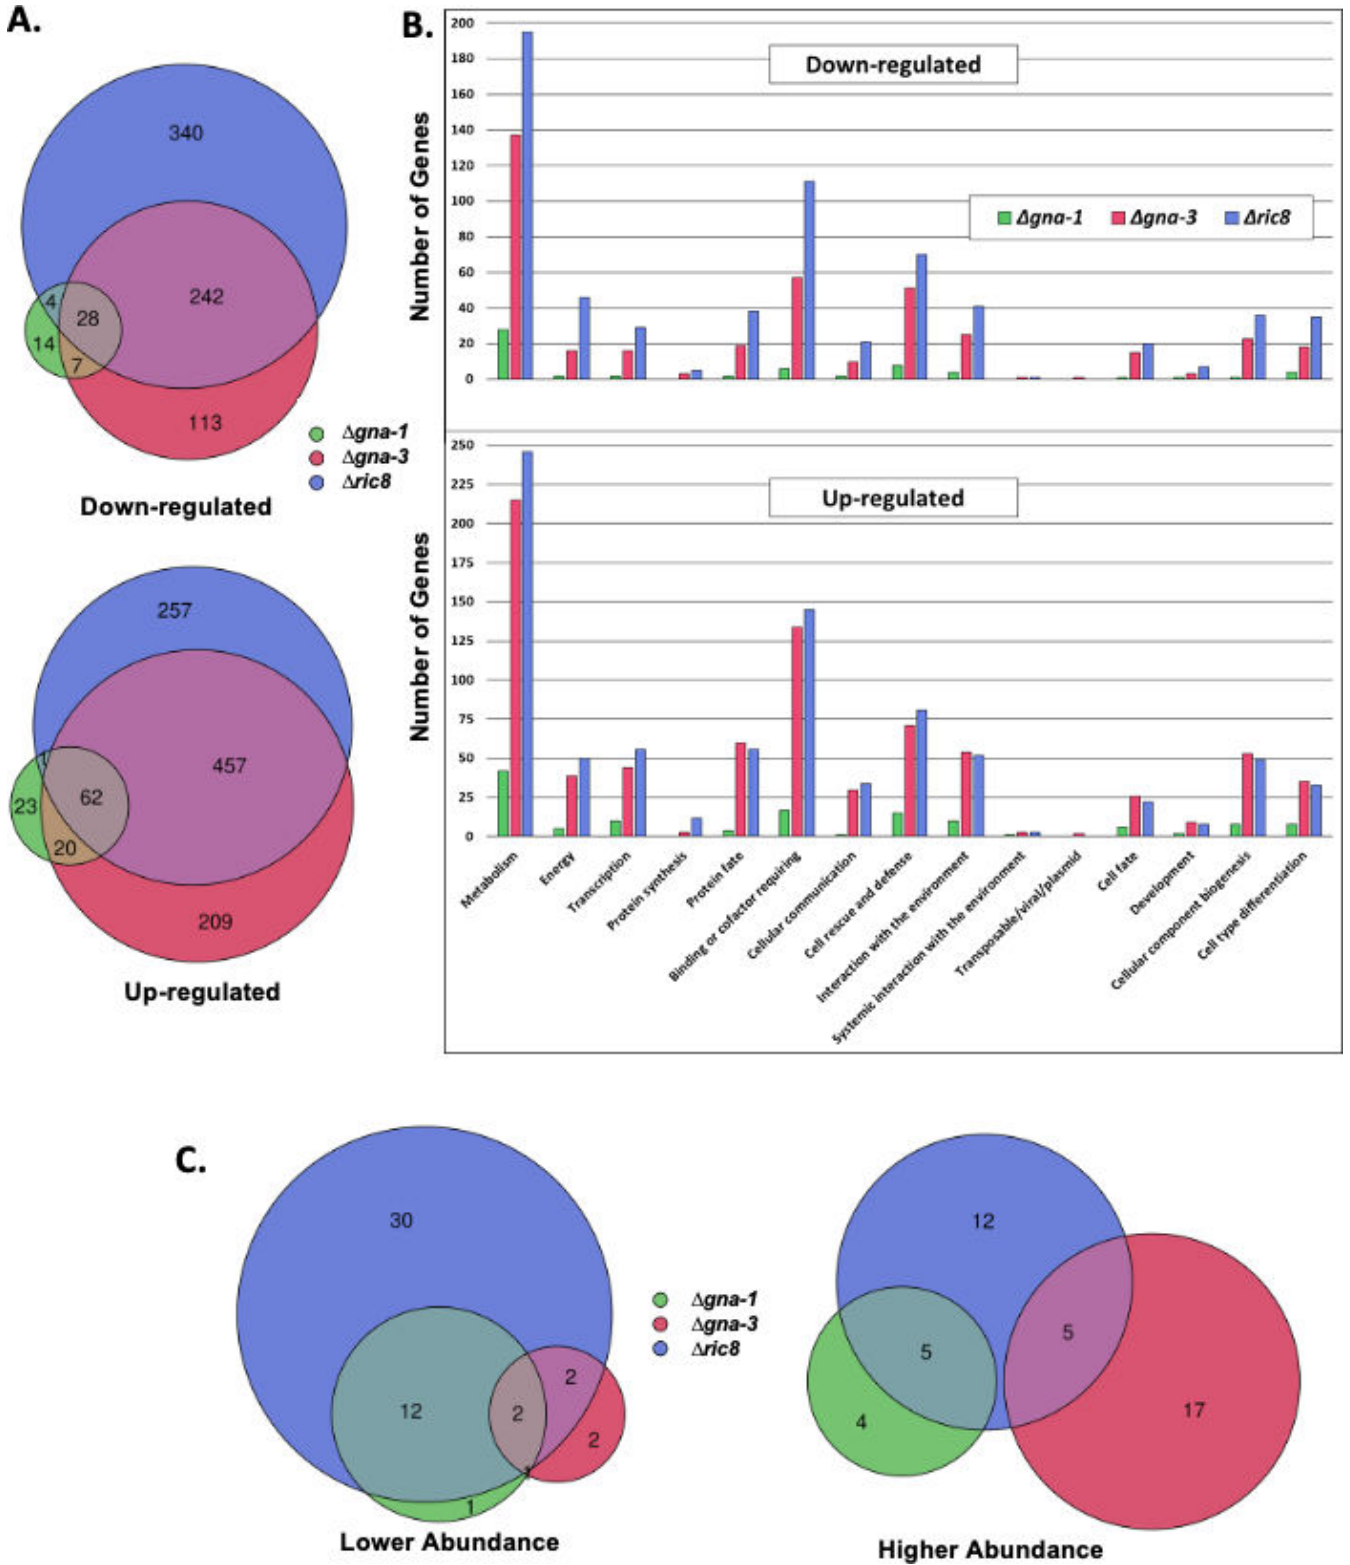 A.
340
4
28
242
14
7
113
Δgna-1
Δgna-3
Δric8
Down-regulated
257
1
23
62
457
20
209
Up-regulated
B.
Number of Genes
200
180
160
140
120
100
80
60
40
20
0
Down-regulated
Δgna-1 Δgna-3 Δric8
Number of Genes
250
225
200
175
150
125
100
75
50
25
0
Up-regulated
Metabolism
Energy
Transcription
Protein synthesis
Protein fate
Binding or cofactor requiring
Cellular communication
Cell rescue and defense
Interaction with the environment
Systemic interaction with the environment
Transposable/viral/plasmid
Cell fate
Development
Cellular component biogenesis
Cell type differentiation
C.
30
12
2
2
2
1
1
Lower Abundance
Δgna-1
Δgna-3
Δric8
12
5
5
4
17
Higher Abundance